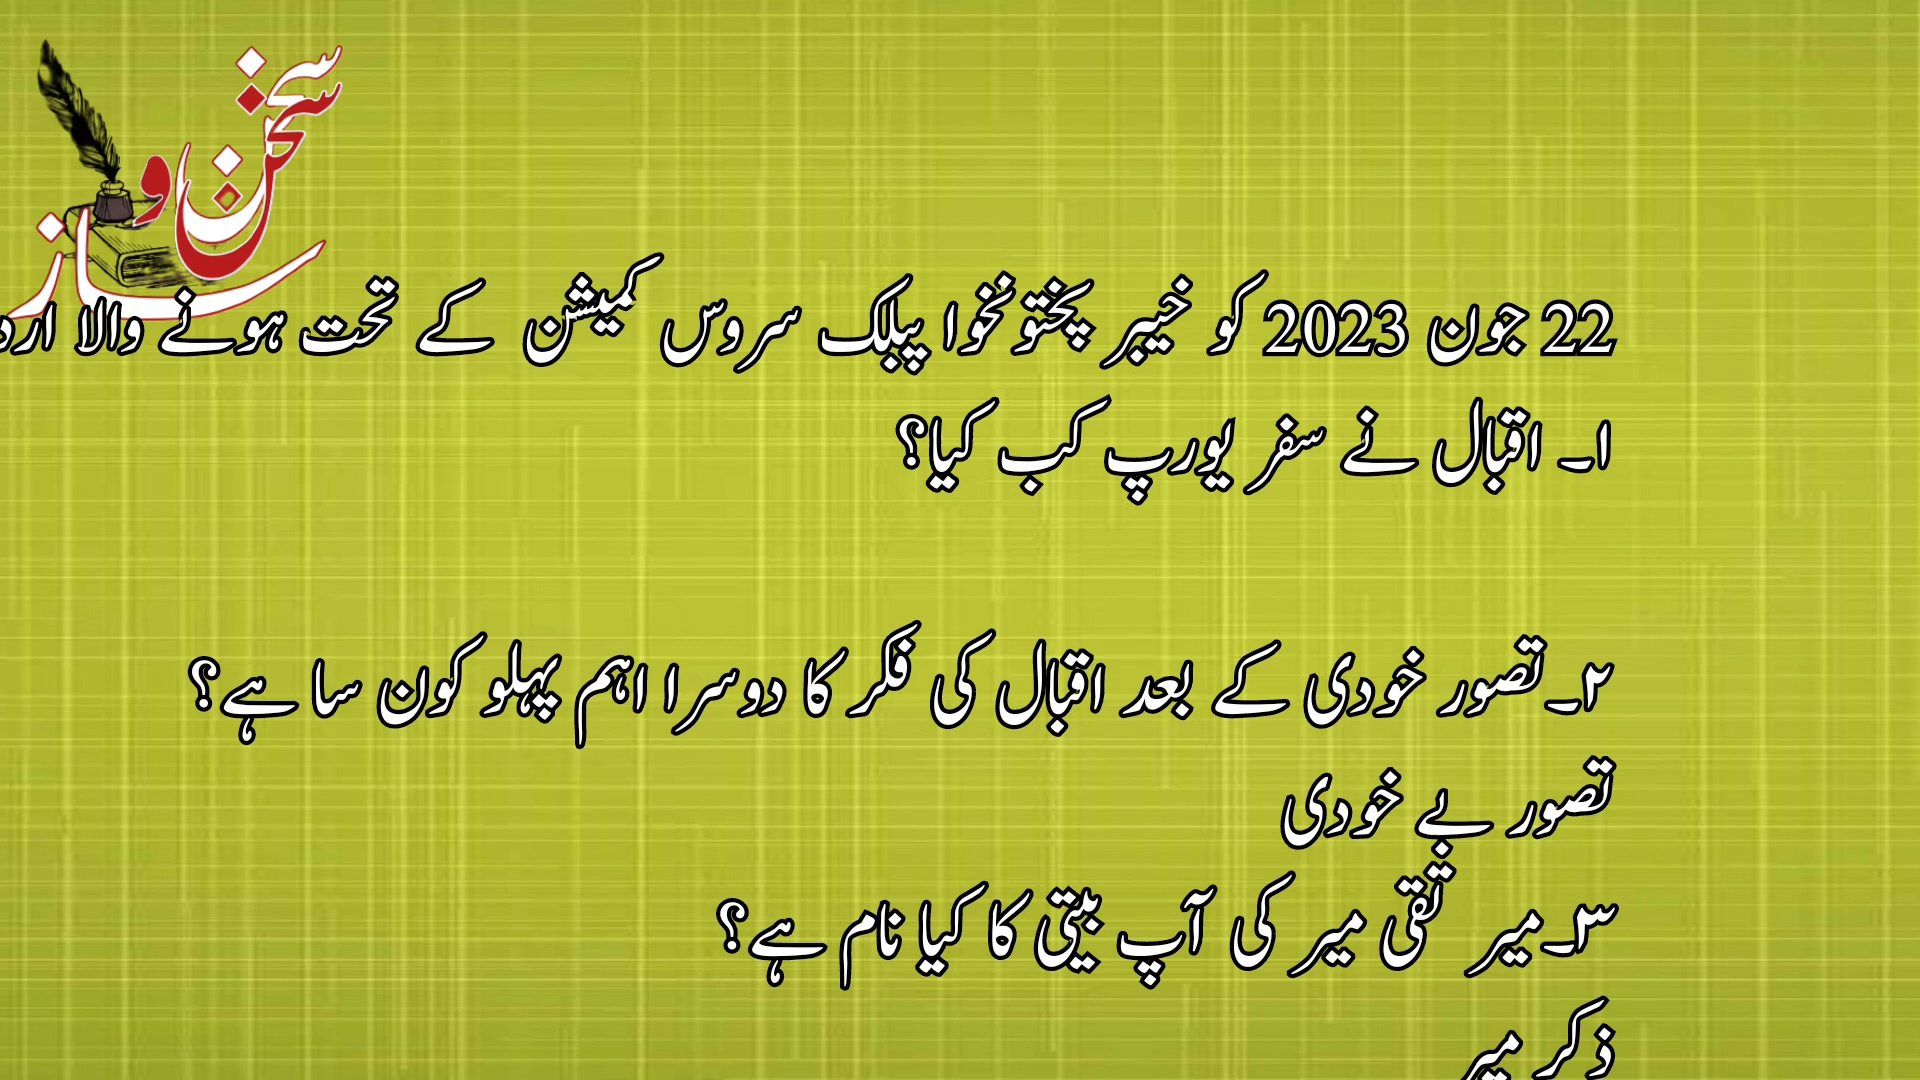 سخن و ساز
22 جون 2023 کو خیبر پختونخوا پبلک سروس کمیشن کے تحت ہونے والا ارد
۱۔ اقبال نے سفر یورپ کب کیا؟
۲۔تصور خودی کے بعد اقبال کی فکر کا دوسرا اہم پہلو کون سا ہے؟
تصور بے خودی
۳۔میر تقی میر کی آپ بیتی کا کیا نام ہے؟
ذکر میر